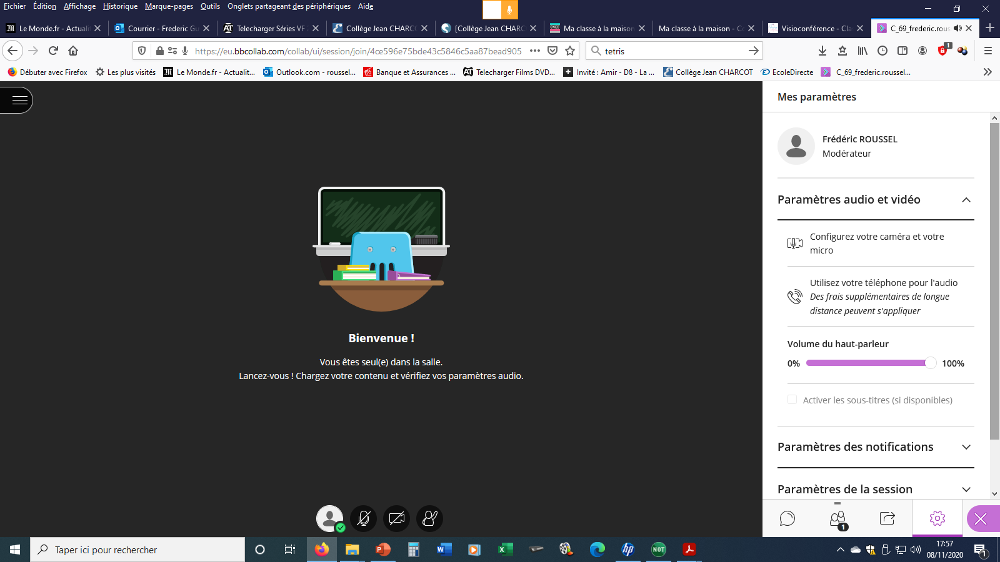 Fichier Édition Affichage Historique Marque-pages Outils Onglets partageant des périphériques Aide
Le Monde.fr - Actuali Courrier - Frederic Gu Telecharger Séries VF Collège Jean CHARCO [Collège Jean CHARC Ma classe à la maison Ma classe à la maison - Visioconférence - Cla C_69_frederic.rous
https://eu.bbcollab.com/collab/ui/session/join/4ce596e75bde43c5846c5aa87bead905 tetris 1
Débuter avec Firefox Les plus visités Le Monde.fr - Actualit... Outlook.com - roussel... Banque et Assurances ... Telecharger Films DVD... Invité : Amir - D8 - La ... Collège Jean CHARCOT EcoleDirecte C_69_frederic.roussel...
Mes paramètres
Frédéric ROUSSEL
Modérateur
Paramètres audio et vidéo
Configurez votre caméra et votre
micro
Utilisez votre téléphone pour l'audio
Des frais supplémentaires de longue
distance peuvent s'appliquer
Volume du haut-parleur
0% 100%
Activer les sous-titres (si disponibles)
Paramètres des notifications
Paramètres de la session
1
Bienvenue !
Vous êtes seul(e) dans la salle.
Lancez-vous ! Chargez votre contenu et vérifiez vos paramètres audio.
Taper ici pour rechercher
NOT
17:57
08/11/2020
1